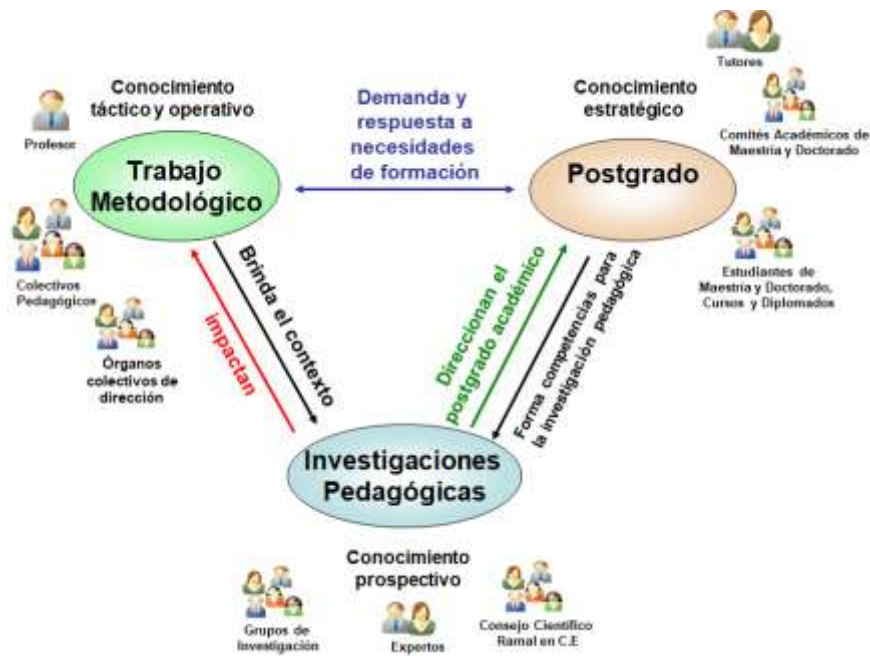 Tutores
Conocimiento
táctico y operativo
Profesor
Demanda y
respuesta a
necesidades
de formación
Conocimiento
estratégico
Comités Académicos de
Maestría y Doctorado
Trabajo
Metodológico
Postgrado
Colectivos
Pedagógicos
Estudiantes de
Maestría y Doctorado,
Cursos y Diplomados
Órganos
colectivos de
dirección
impactan
Brinda el contexto
Direccionan el
postgrado académico
Forma competencias para
la investigación pedagógica
Investigaciones
Pedagógicas
Conocimiento
prospectivo
Grupos de
Investigación
Expertos
Consejo Científico
Ramal en C.E